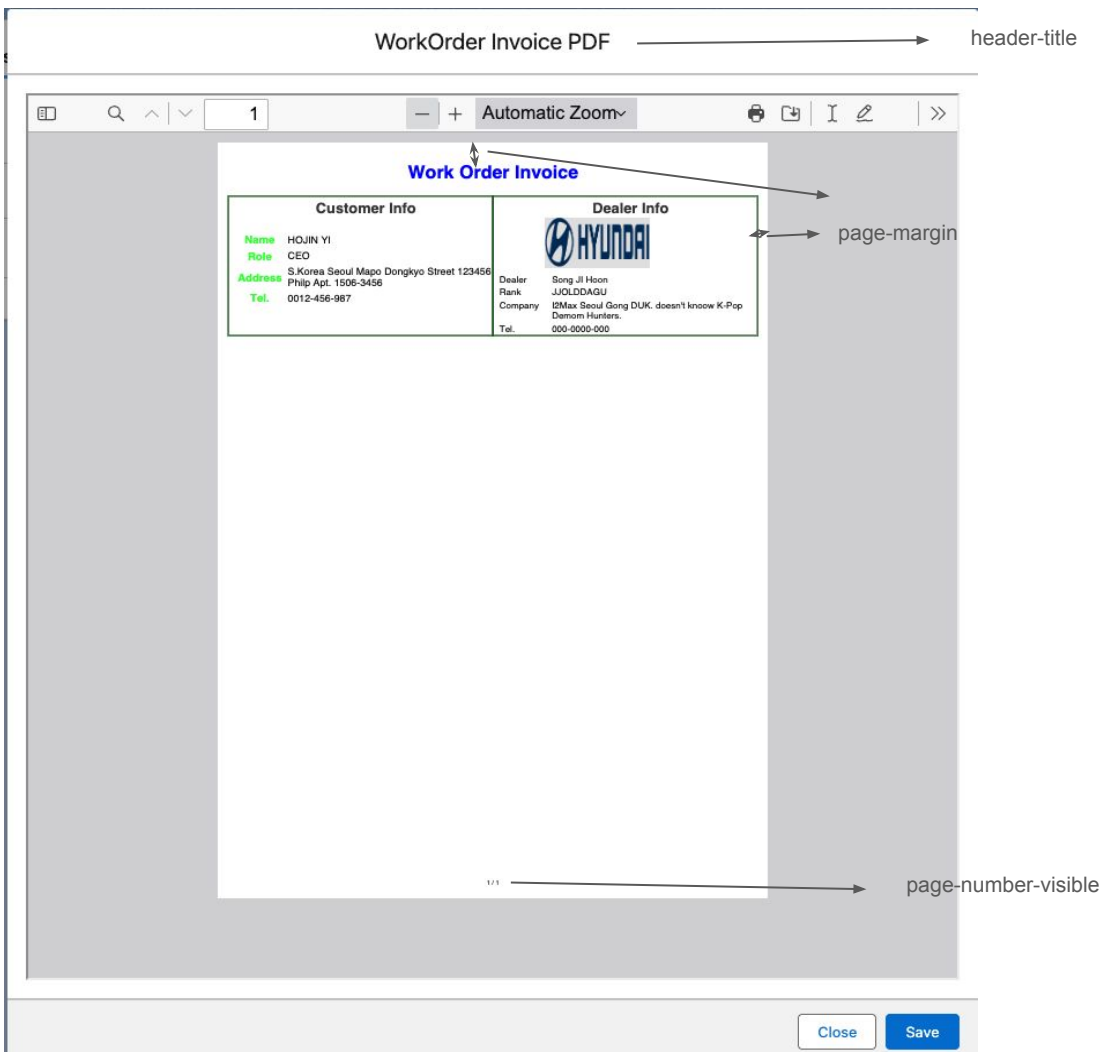 WorkOrder Invoice PDF
header-title
1
Automatic Zoom
Work Order Invoice
Customer Info
Name HOJIN YI
Role CEO
Address S.Korea Seoul Mapo Dongkyo Street 123456
Philp Apt. 1506-3456
Tel. 0012-456-987
Dealer Info
HYUNDAI
Dealer Song JI Hoon
Rank JJOLDDAGU
Company I2Max Seoul Gong DUK. doesn't knoow K-Pop
Demom Hunters.
Tel. 000-0000-000
page-margin
1/1
page-number-visible
Close
Save